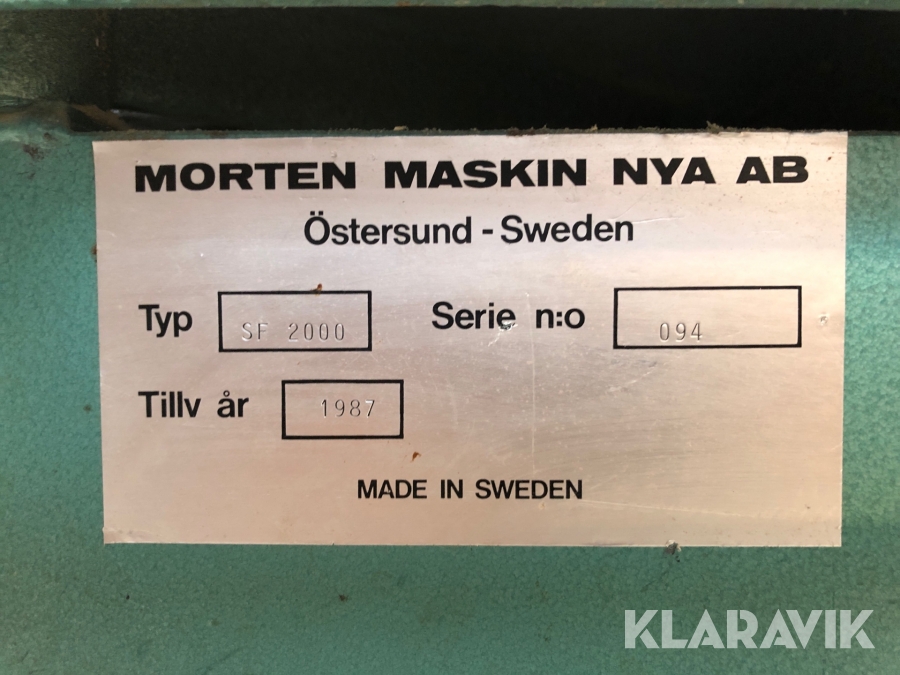 MORTEN MASKIN NYA AB
Östersund - Sweden
Typ SF 2000 Serie n:o 094
Tillv år 1987
MADE IN SWEDEN
KLARAVIK